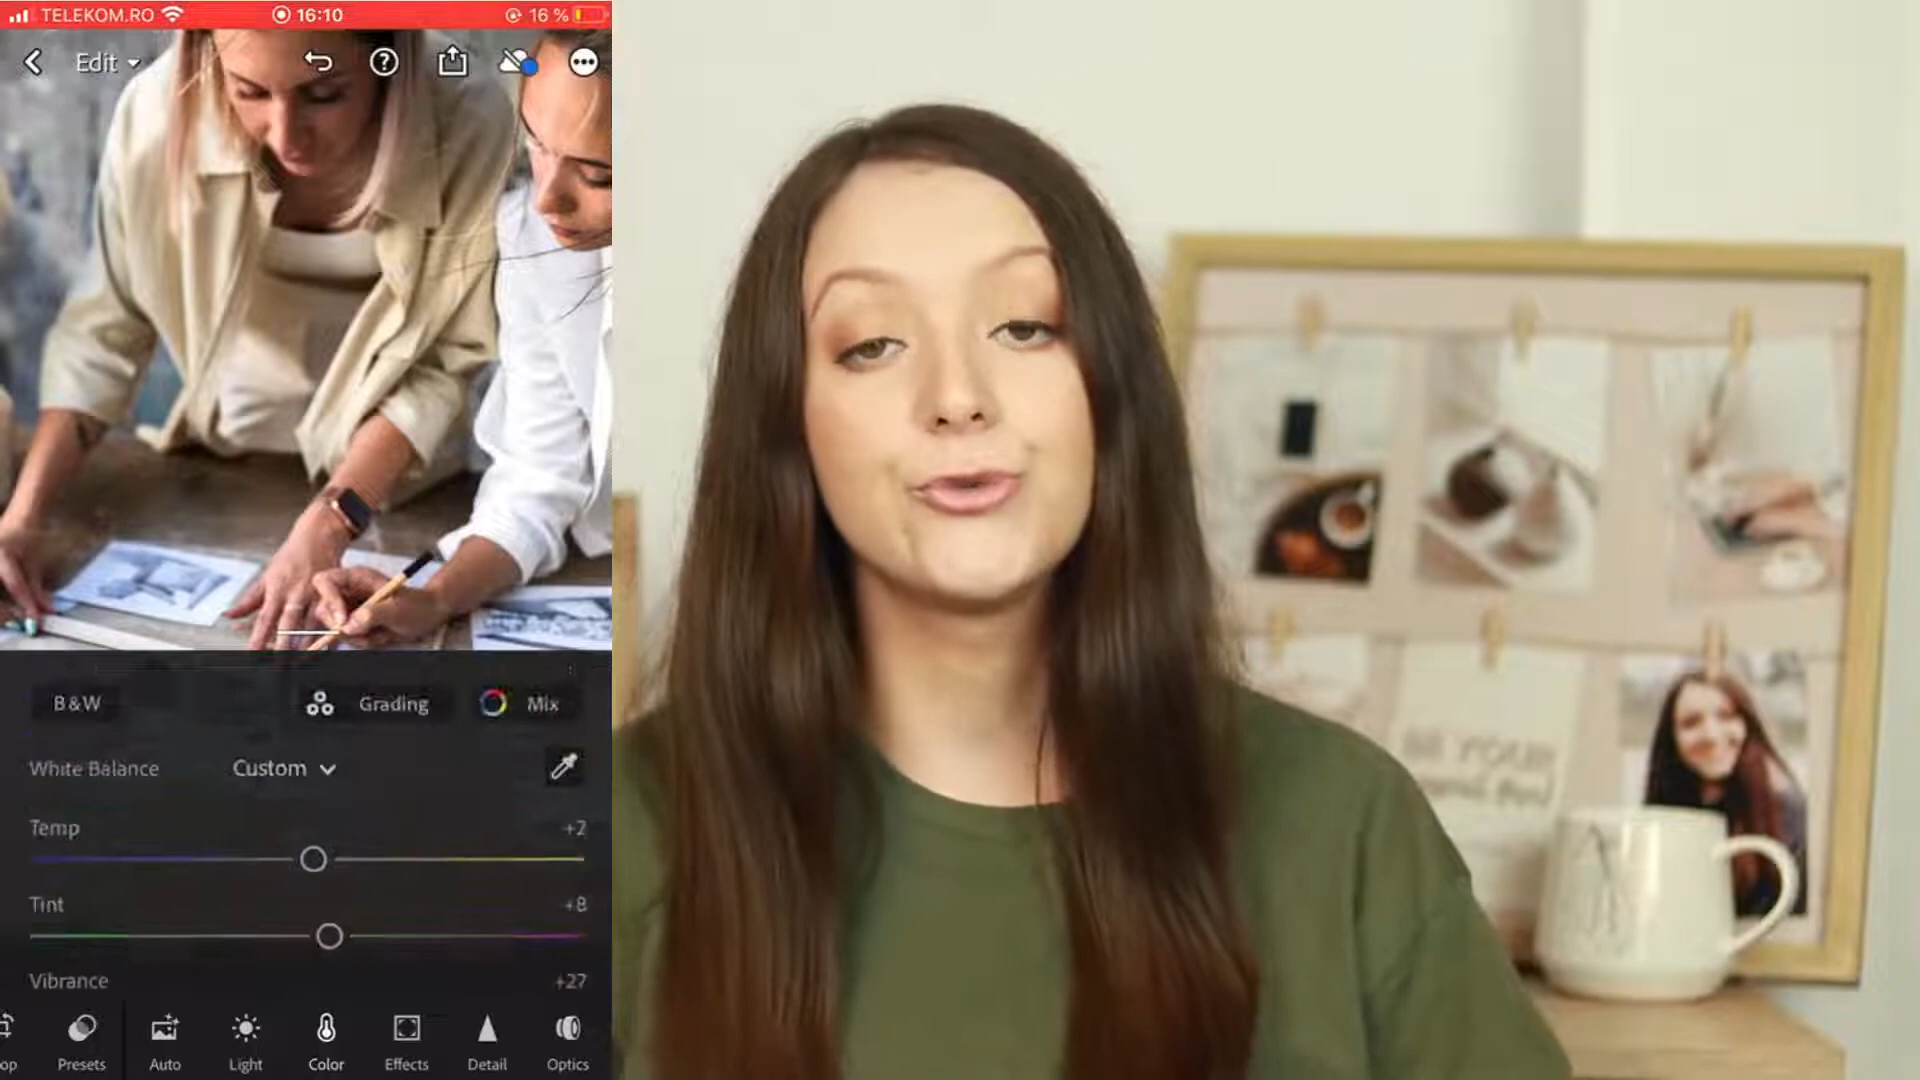 TELEKOM.RO 16:10 16 %
Edit
B&W Grading Mix
White Balance Custom
Temp +2
Tint +8
Vibrance +27
op Presets Auto Light Color Effects Detail Optics